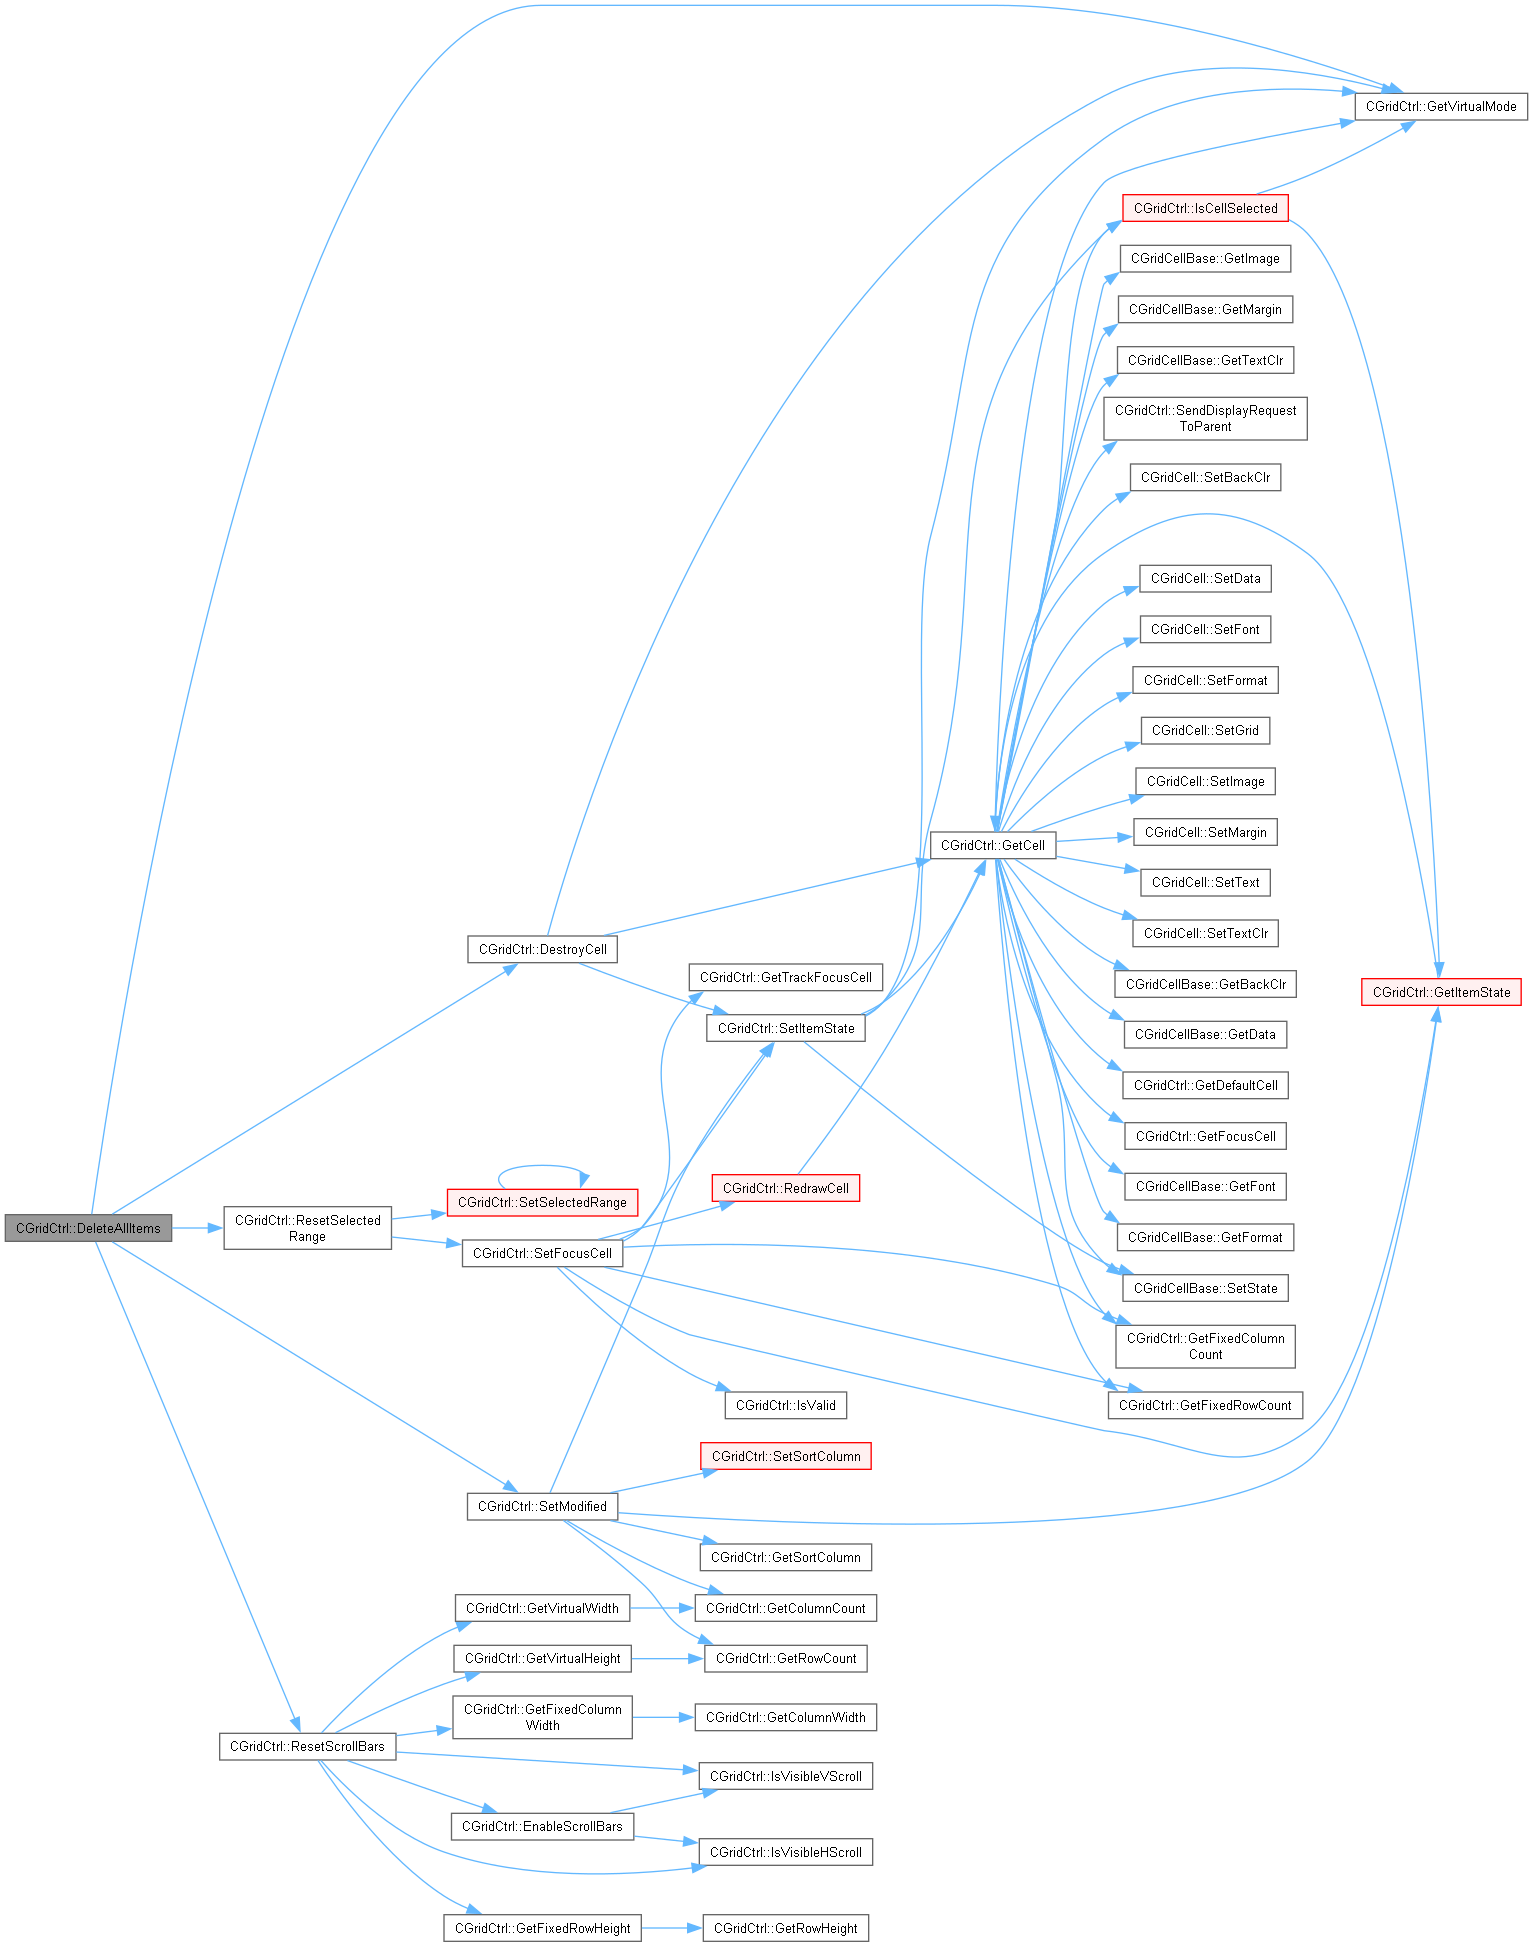 CGridCtrl::GetVirtualMode
CGridCtrl::IsCellSelected
CGridCellBase::GetImage
CGridCellBase::GetMargin
CGridCellBase::GetTextClr
CGridCtrl::SendDisplayRequest
ToParent
CGridCell::SetBackClr
CGridCell::SetData
CGridCell::SetFont
CGridCell::SetFormat
CGridCell::SetGrid
CGridCell::SetImage
CGridCell::SetMargin
CGridCtrl::GetCell
CGridCell::SetText
CGridCell::SetTextClr
CGridCtrl::DestroyCell
CGridCtrl::GetTrackFocusCell
CGridCellBase::GetBackClr
CGridCtrl::GetItemState
CGridCtrl::SetItemState
CGridCellBase::GetData
CGridCtrl::GetDefaultCell
CGridCtrl::GetFocusCell
CGridCtrl::RedrawCell
CGridCellBase::GetFont
CGridCtrl::SetSelectedRange
CGridCtrl::DeleteAllItems
CGridCtrl::ResetSelected
Range
CGridCtrl::SetFocusCell
CGridCellBase::GetFormat
CGridCellBase::SetState
CGridCtrl::GetFixedColumn
Count
CGridCtrl::IsValid
CGridCtrl::GetFixedRowCount
CGridCtrl::SetSortColumn
CGridCtrl::SetModified
CGridCtrl::GetSortColumn
CGridCtrl::GetVirtualWidth
CGridCtrl::GetColumnCount
CGridCtrl::GetVirtualHeight
CGridCtrl::GetRowCount
CGridCtrl::GetFixedColumn
Width
CGridCtrl::GetColumnWidth
CGridCtrl::ResetScrollBars
CGridCtrl::IsVisibleVScroll
CGridCtrl::EnableScrollBars
CGridCtrl::IsVisibleHScroll
CGridCtrl::GetFixedRowHeight
CGridCtrl::GetRowHeight